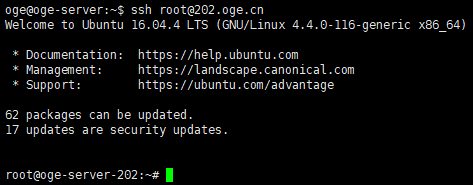 oge@oge-server:~$ ssh root@202.oge.cn
Welcome to Ubuntu 16.04.4 LTS (GNU/Linux 4.4.0-116-generic x86_64)
* Documentation: https://help.ubuntu.com
* Management: https://landscape.canonical.com
* Support: https://ubuntu.com/advantage
62 packages can be updated.
17 updates are security updates.
root@oge-server-202:~#